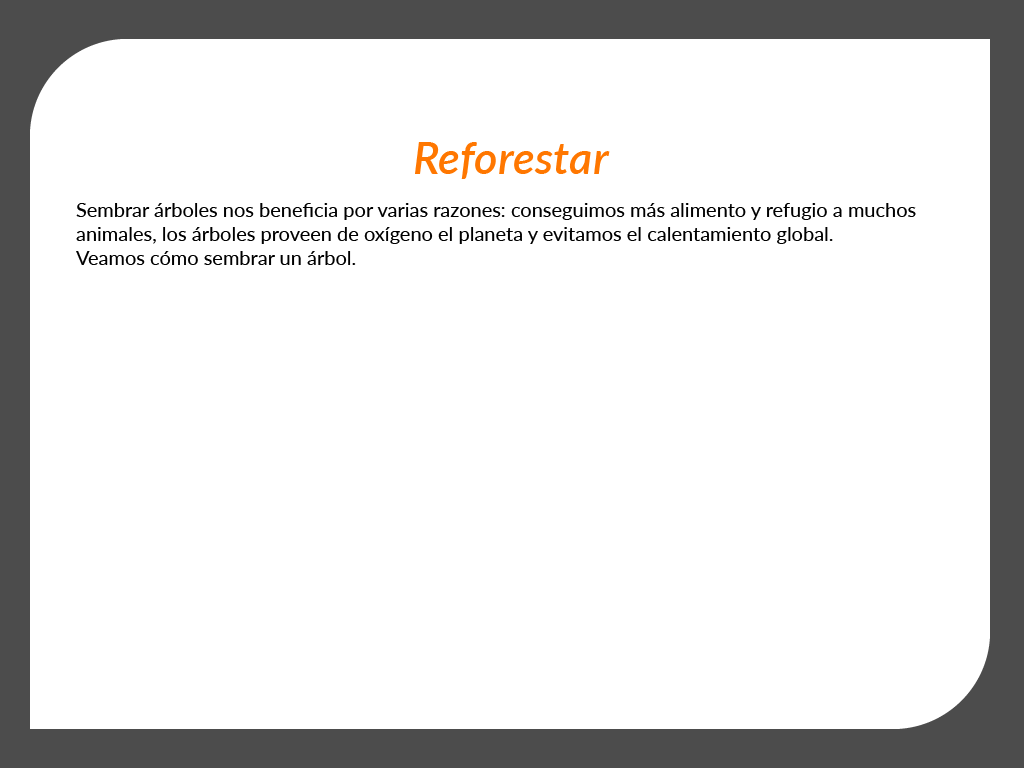 Reforestar
Sembrar árboles nos beneficia por varias razones: conseguimos más alimento y refugio a muchos
animales, los árboles proveen de oxígeno el planeta y evitamos el calentamiento global.
Veamos cómo sembrar un árbol.